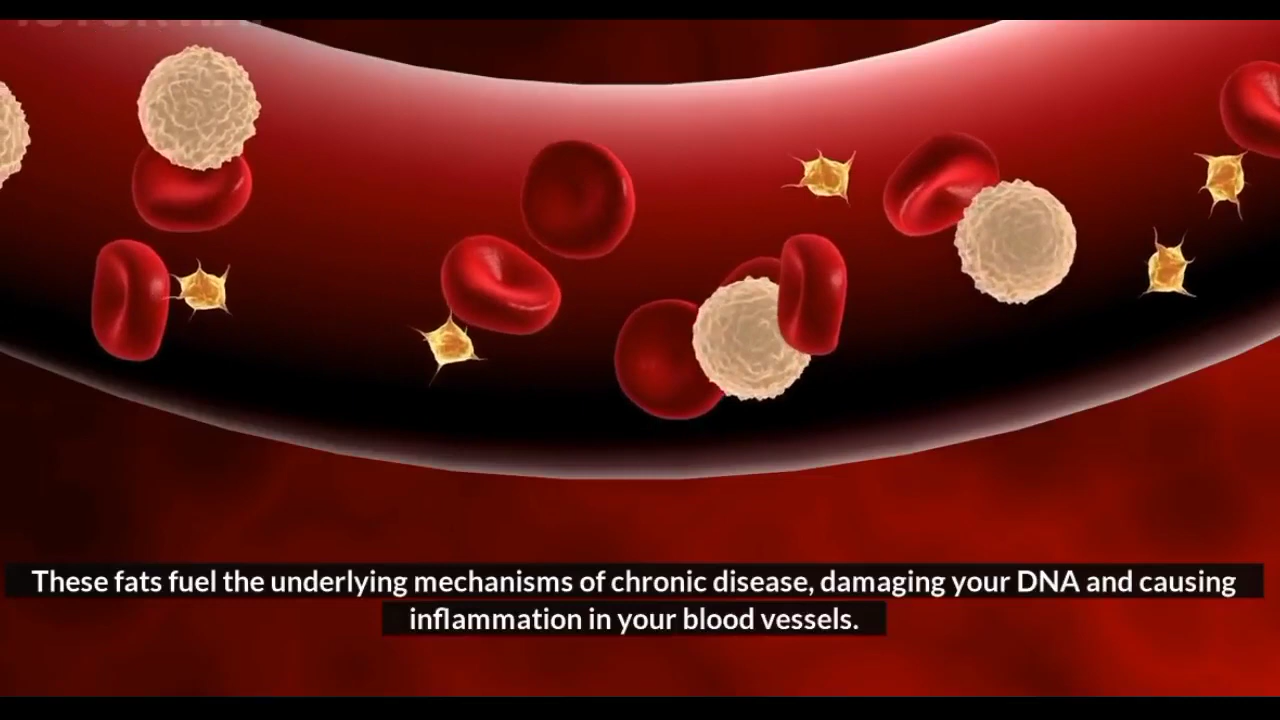 These fats fuel the underlying mechanisms of chronic disease, damaging your DNA and causing
inflammation in your blood vessels.